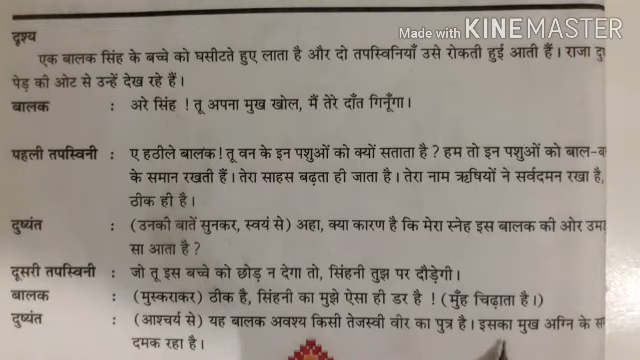 Made with KINEMASTER
दृश्य
एक बालक सिंह के बच्चे को घसीटते हुए लाता है और दो तपस्विनियाँ उसे रोकती हुई आती हैं। राजा
पेड़ की ओट से उन्हें देख रहे हैं।
बालक : अरे सिंह ! तू अपना मुख खोल, मैं तेरे दाँत गिनूँगा।
पहली तपस्विनी : ए हठीले बालक! तू वन के इन पशुओं को क्यों सताता है ? हम तो इन पशुओं को
के समान रखती हैं। तेरा साहस बढ़ता ही जाता है। तेरा नाम ऋषियों ने सर्वदमन रखा है,
ठीक ही है।
दुष्यंत : (उनकी बातें सुनकर, स्वयं से) अहा, क्या कारण है कि मेरा स्नेह इस बालक की ओर
सा आता है ?
दूसरी तपस्विनी : जो तू इस बच्चे को छोड़ न देगा तो, सिंहनी तुझ पर दौड़ेगी।
बालक : (मुस्कराकर) ठीक है, सिंहनी का मुझे ऐसा ही डर है ! (मुँह चिढ़ाता है।)
दुष्यंत : (आश्चर्य से) यह बालक अवश्य किसी तेजस्वी वीर का पुत्र है। इसका मुख अग्नि के
दमक रहा है।